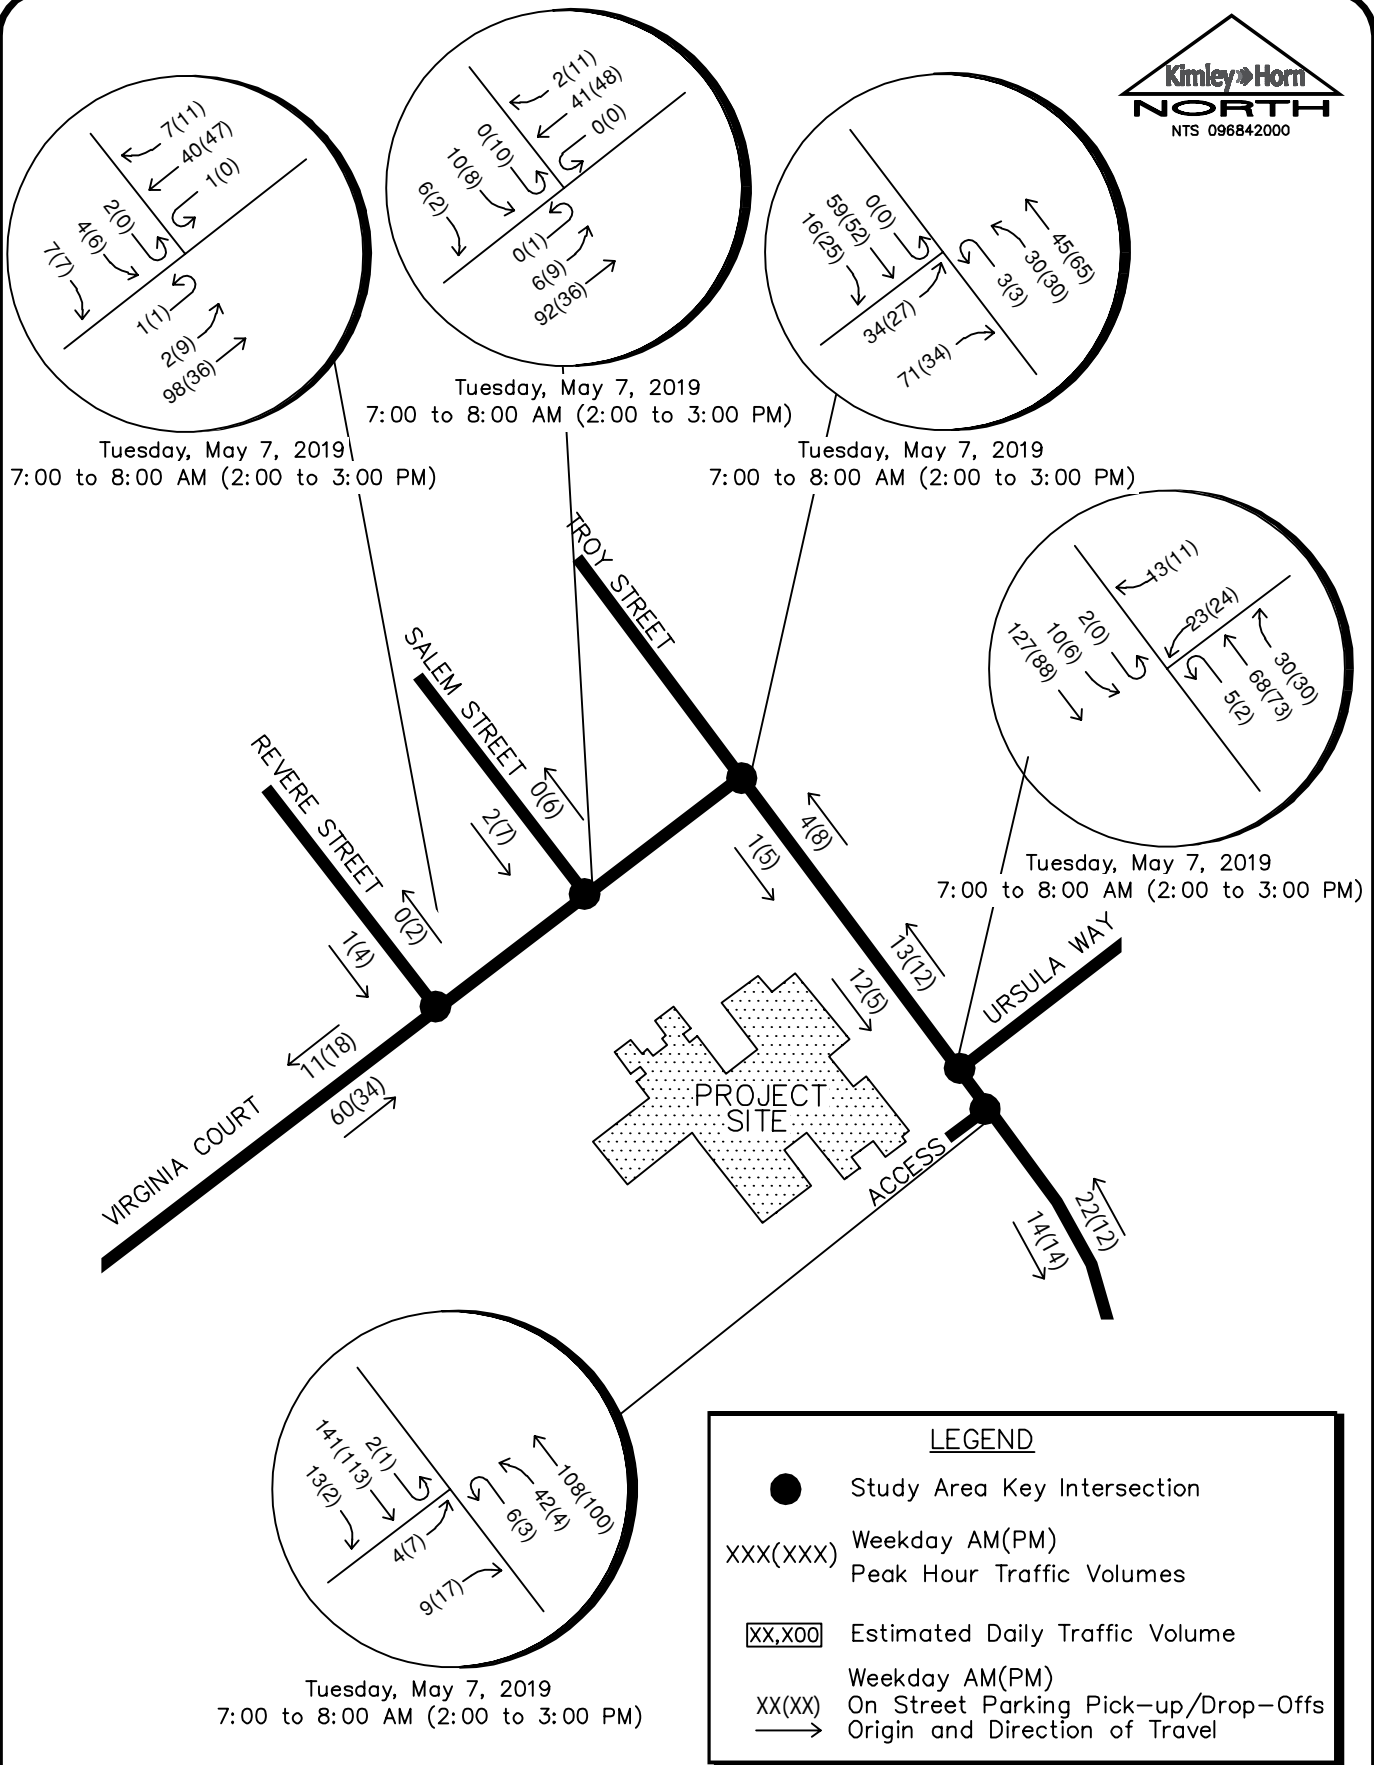 Kimley»Horn
NORTH
NTS 096842000
7(11)
40(47)
1(0)
2(0)
4(6)
7(7)
1(1)
2(9)
98(36)
Tuesday, May 7, 2019
7:00 to 8:00 AM (2:00 to 3:00 PM)
2(11)
41(48)
0(0)
0(10)
10(8)
6(2)
0(1)
6(9)
92(36)
Tuesday, May 7, 2019
7:00 to 8:00 AM (2:00 to 3:00 PM)
0(0)
59(52)
16(25)
45(65)
30(30)
3(3)
34(27)
71(34)
Tuesday, May 7, 2019
7:00 to 8:00 AM (2:00 to 3:00 PM)
13(11)
23(24)
2(0)
10(6)
127(88)
30(30)
68(73)
5(2)
Tuesday, May 7, 2019
7:00 to 8:00 AM (2:00 to 3:00 PM)
TROY STREET
SALEM STREET
REVERE STREET
0(6)
2(7)
0(2)
1(4)
4(8)
1(5)
13(12)
12(5)
URSULA WAY
11(18)
60(34)
VIRGINIA COURT
PROJECT
SITE
ACCESS
22(12)
14(14)
2(1)
141(113)
13(2)
108(100)
42(4)
6(3)
4(7)
9(17)
Tuesday, May 7, 2019
7:00 to 8:00 AM (2:00 to 3:00 PM)
LEGEND
Study Area Key Intersection
XXX(XXX) Weekday AM(PM)
Peak Hour Traffic Volumes
XX,X00 Estimated Daily Traffic Volume
Weekday AM(PM)
XX(XX) On Street Parking Pick-up/Drop-Offs
Origin and Direction of Travel